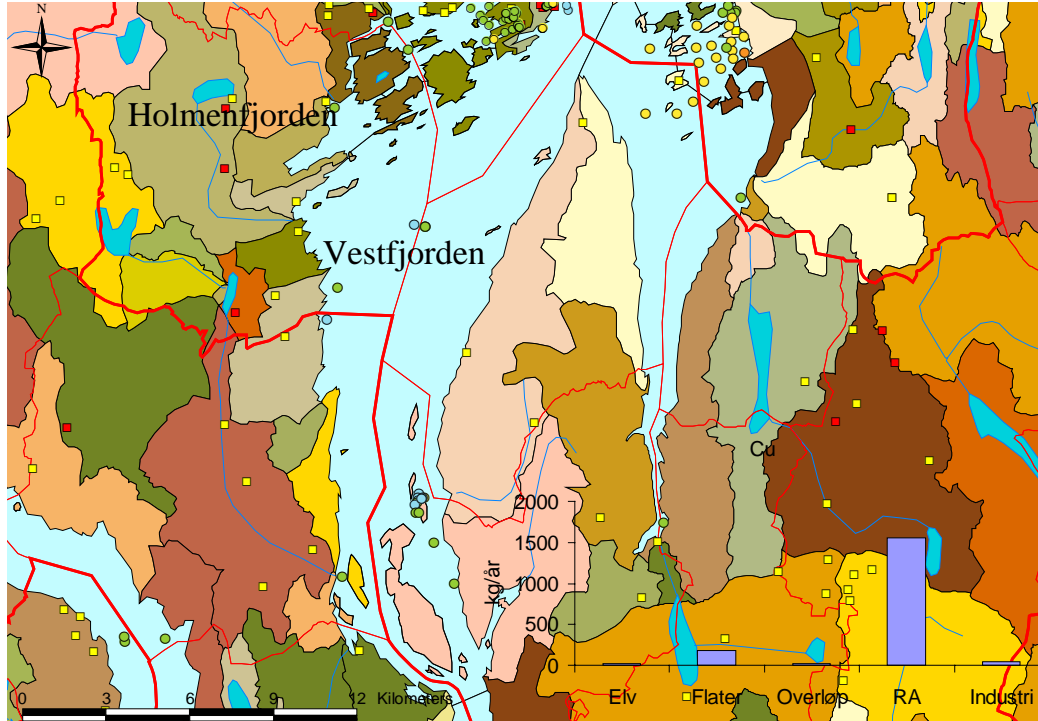 N
Holmenfjorden
Vestfjorden
Cu
2000
1500
1000
500
0
kg/år
Elv Flater Overløp RA Industri
0 3 6 9 12 Kilometers